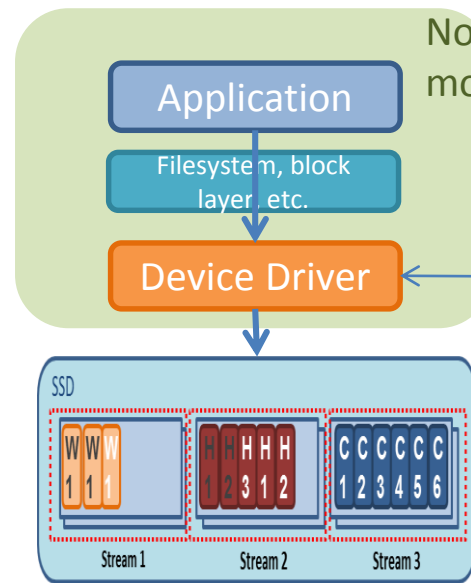 No
mo
Application
Filesystem, block
layer, etc.
Device Driver
SSD
W W W
1 1 1
H H H H H
1 2 3 1 2
C C C C C C
1 2 3 4 5 6
Stream 1 Stream 2 Stream 3